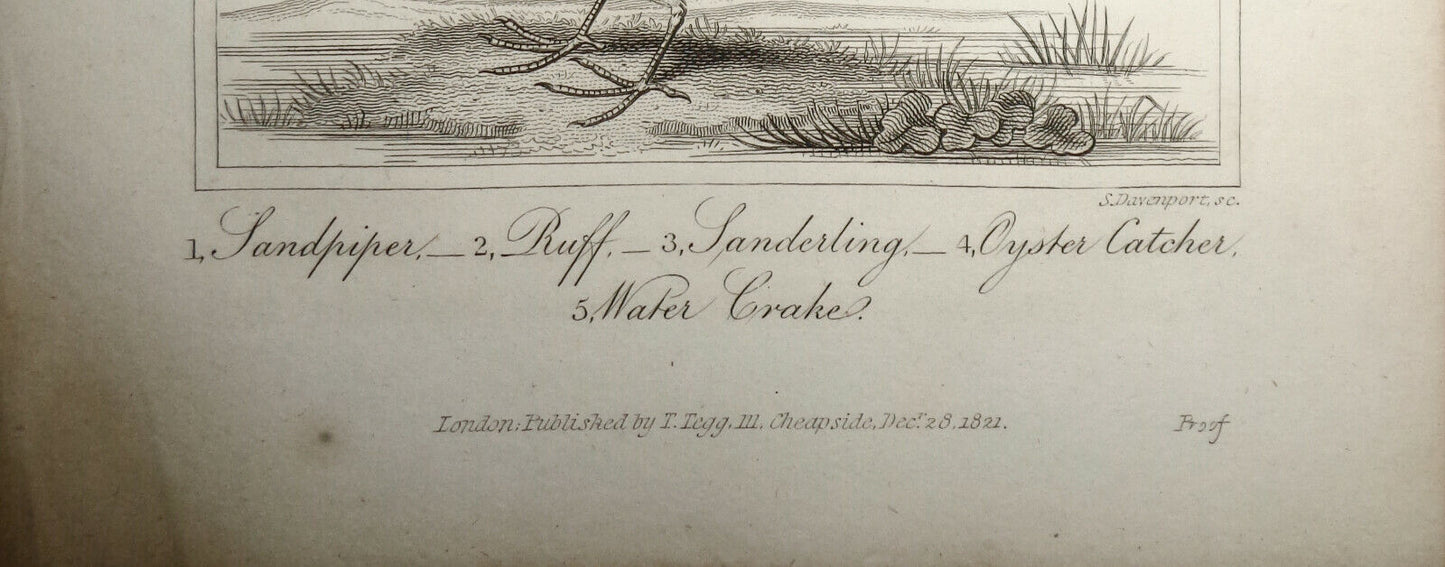 S. Davenport, sc.
1, Sandpiper, — 2, Ruff, — 3, Sanderling, — 4, Oyster Catcher,
5, Water Crake.
London; Published by T. Tegg, 111, Cheapside, Decr. 28, 1821. Proof